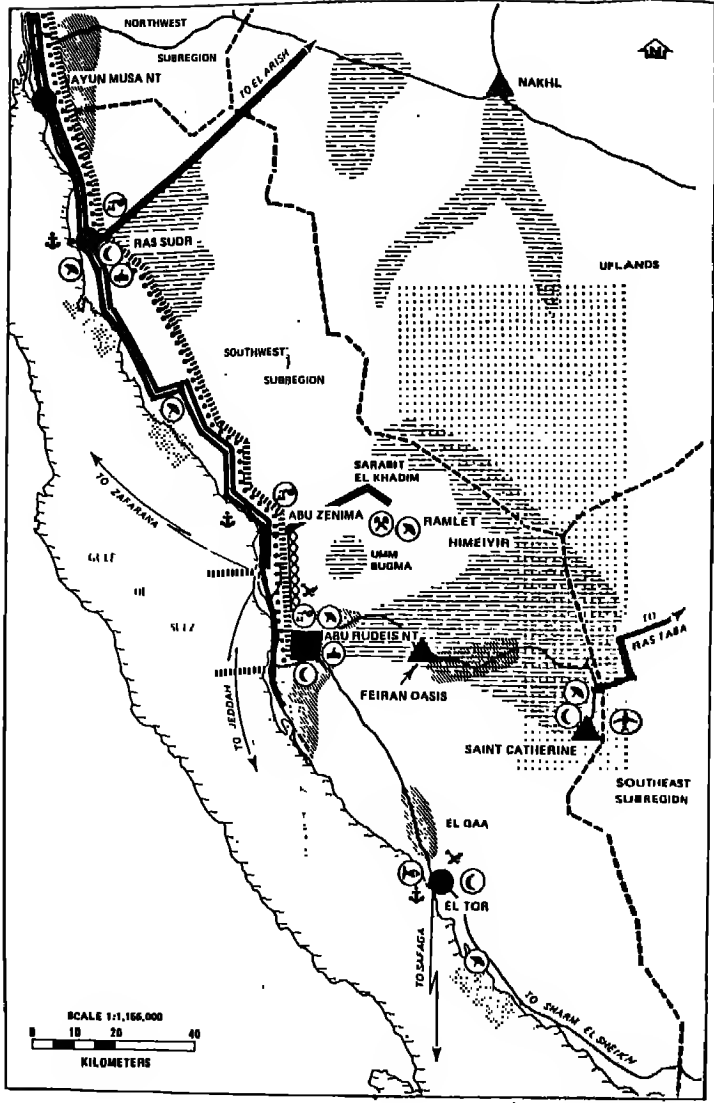 NORTHWEST
SUBREGION
AYUN MUSA NT
TO EL ARISH
NAKHL
RAS SUDR
UPLANDS
SOUTHWEST
SUBREGION
SARABIT
EL KHADIM
TO ZAFARANA
ABU ZENIMA
RAMLET
HIMEIYIR
UMM
BUGMA
GULF
OF
SUEZ
ABU RUDEIS NT
TO
RAS TABA
FEIRAN OASIS
TO JEDDAH
SAINT CATHERINE
SOUTHEAST
SUBREGION
EL QAA
EL TOR
TO SAFAGA
TO SHARM EL SHEIKH
SCALE 1:1,166,000
0 10 20 40
KILOMETERS